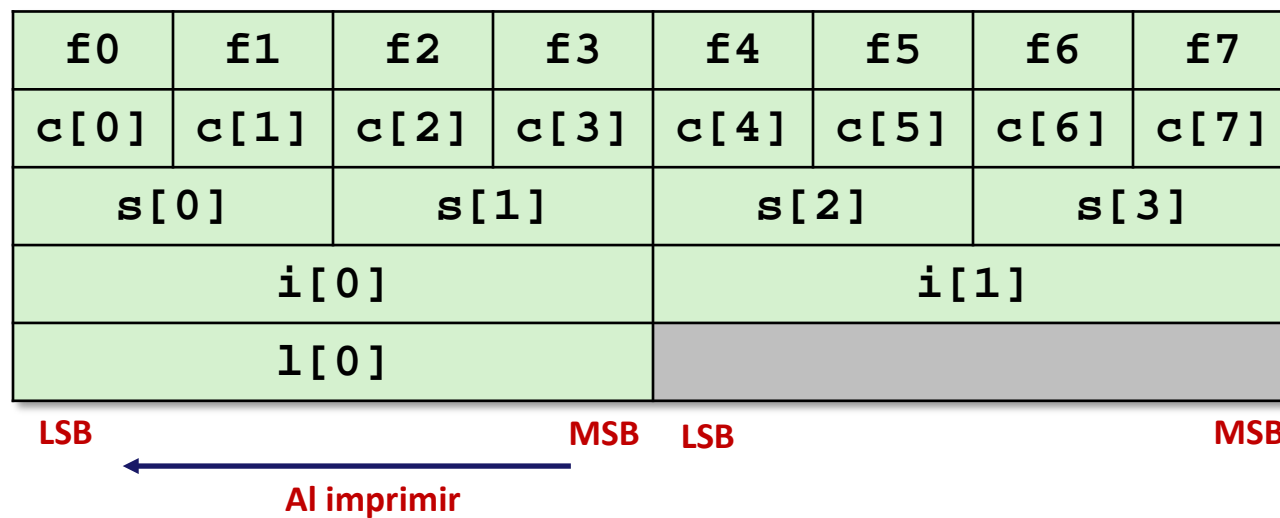 f0 f1 f2 f3 f4 f5 f6 f7
c[0] c[1] c[2] c[3] c[4] c[5] c[6] c[7]
s[0] s[1] s[2] s[3]
i[0] i[1]
l[0]
LSB MSB LSB MSB
Al imprimir